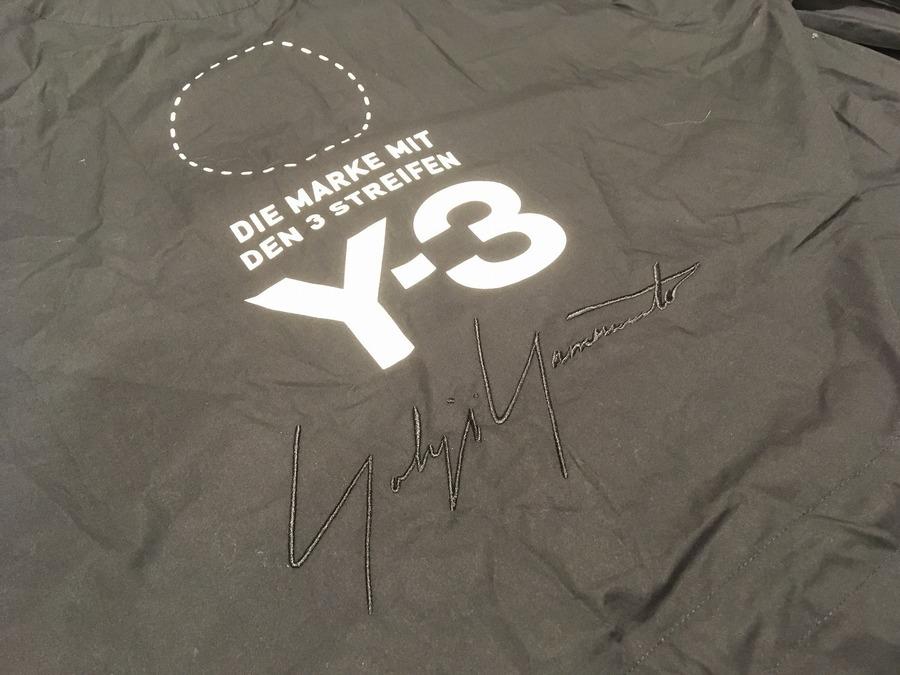 DIE MARKE MIT
DEN 3 STREIFEN
Y-3
Yohji Yamamoto